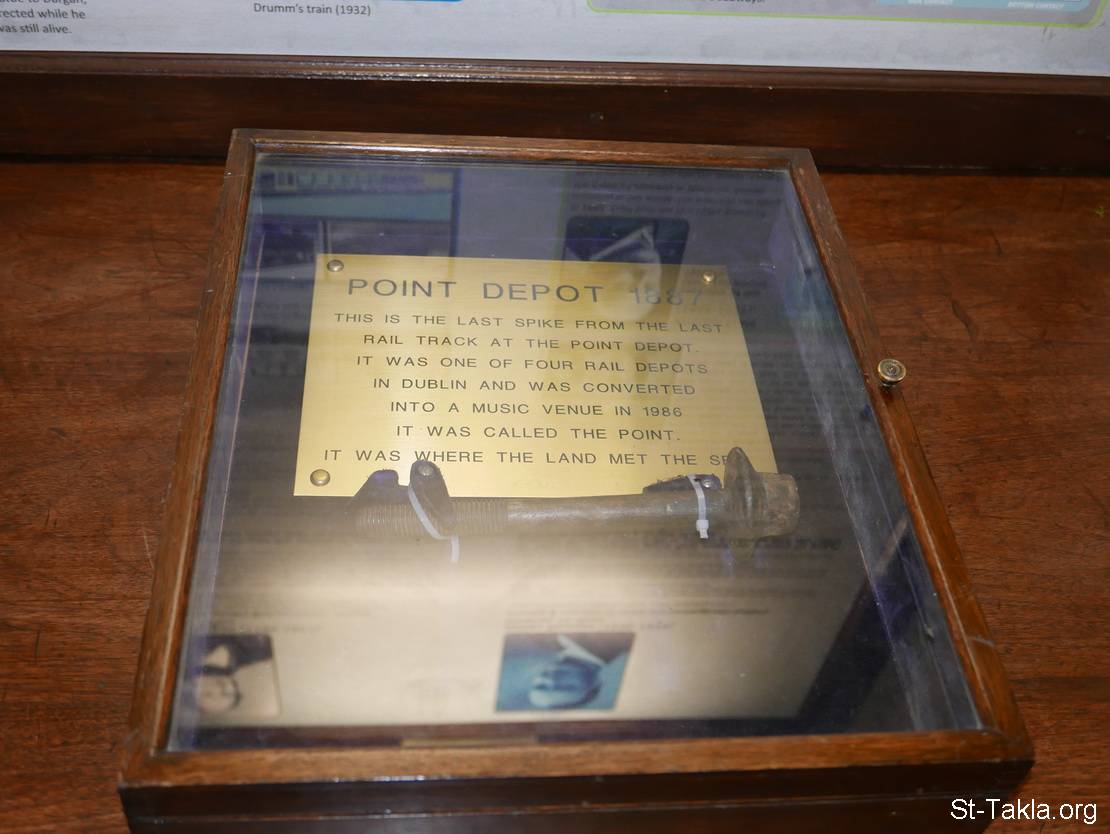 rected while he
was still alive.
Drumm's train (1932)
POINT DEPOT 1887
THIS IS THE LAST SPIKE FROM THE LAST
RAIL TRACK AT THE POINT DEPOT.
IT WAS ONE OF FOUR RAIL DEPOTS
IN DUBLIN AND WAS CONVERTED
INTO A MUSIC VENUE IN 1986
IT WAS CALLED THE POINT.
IT WAS WHERE THE LAND MET THE SE
St-Takla.org